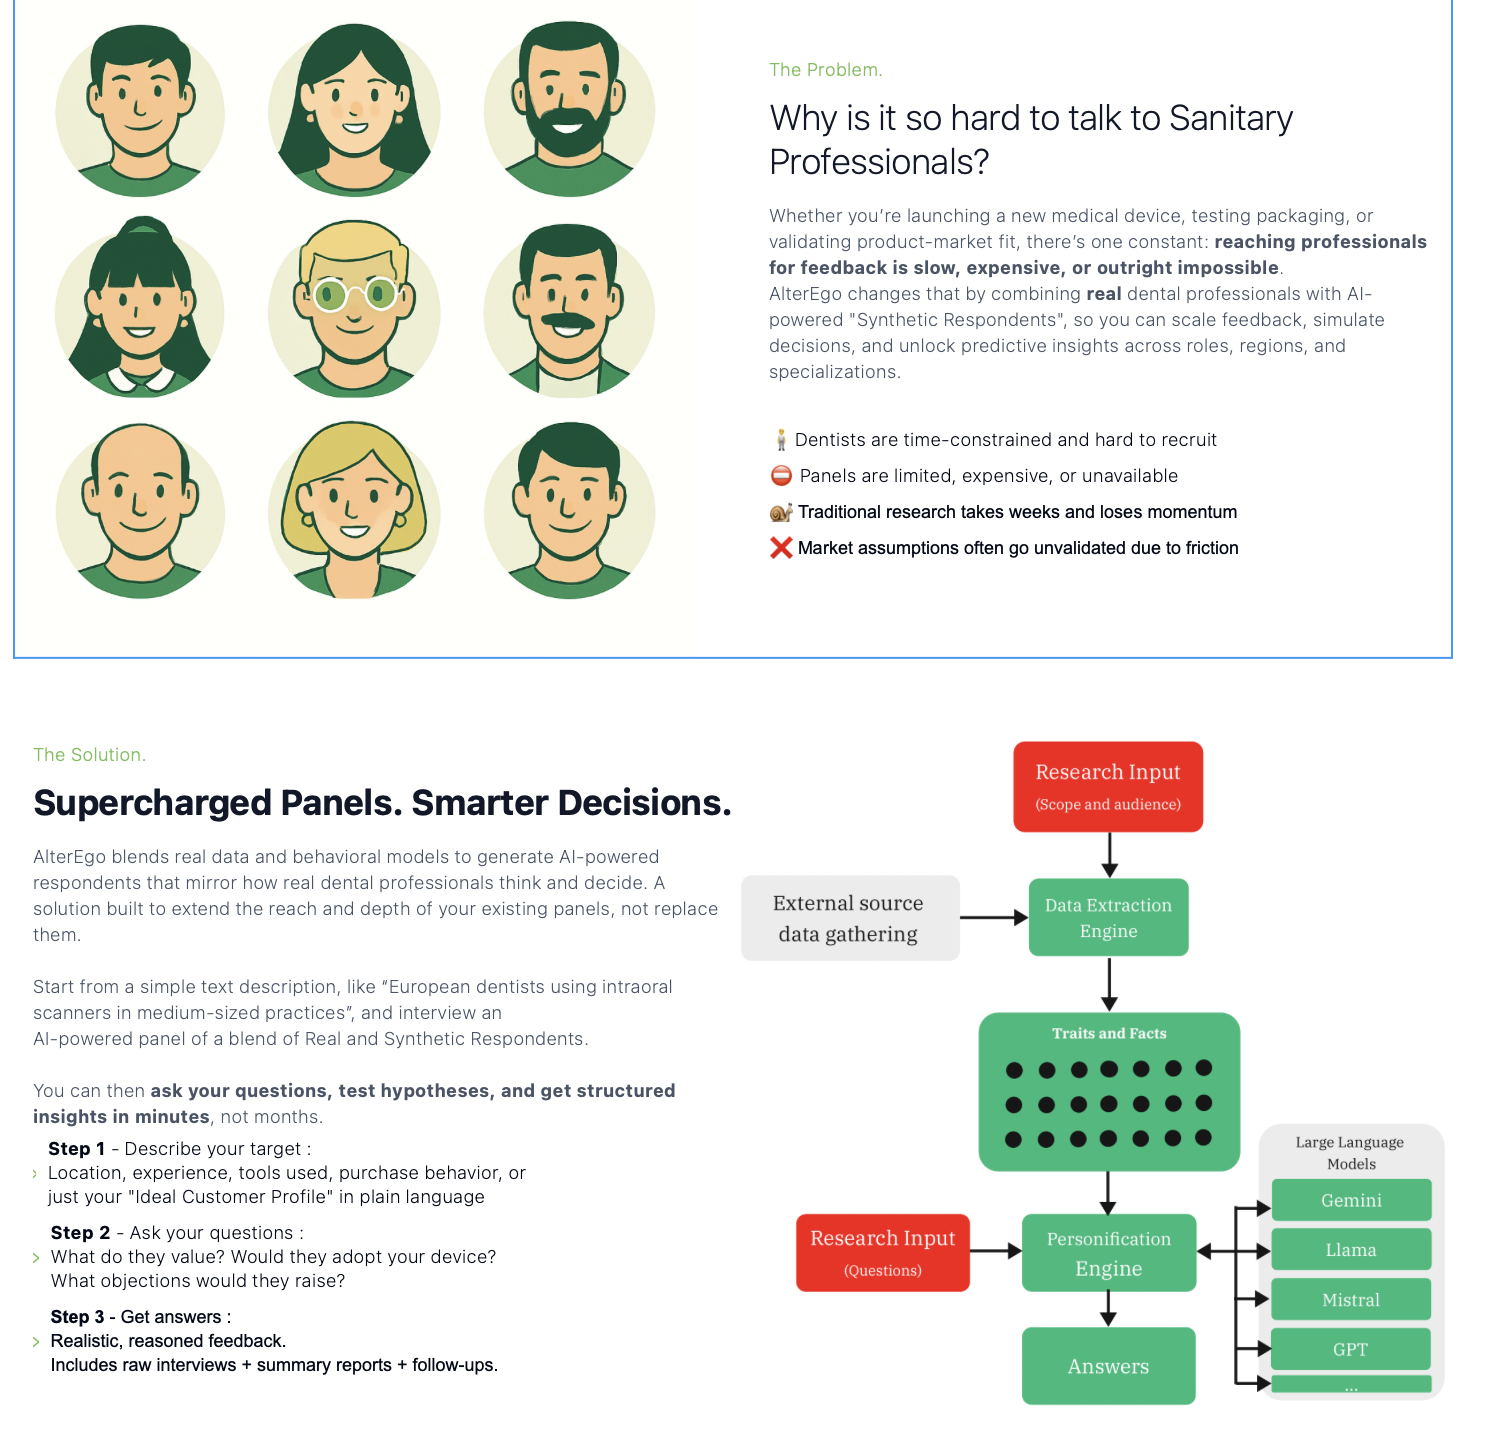 The Problem.
Why is it so hard to talk to Sanitary
Professionals?
Whether you’re launching a new medical device, testing packaging, or
validating product-market fit, there’s one constant: reaching professionals
for feedback is slow, expensive, or outright impossible.
AlterEgo changes that by combining real dental professionals with AI-
powered "Synthetic Respondents", so you can scale feedback, simulate
decisions, and unlock predictive insights across roles, regions, and
specializations.
Dentists are time-constrained and hard to recruit
Panels are limited, expensive, or unavailable
Traditional research takes weeks and loses momentum
Market assumptions often go unvalidated due to friction
The Solution.
Supercharged Panels. Smarter Decisions.
AlterEgo blends real data and behavioral models to generate AI-powered
respondents that mirror how real dental professionals think and decide. A
solution built to extend the reach and depth of your existing panels, not replace
them.
Start from a simple text description, like “European dentists using intraoral
scanners in medium-sized practices”, and interview an
AI-powered panel of a blend of Real and Synthetic Respondents.
You can then ask your questions, test hypotheses, and get structured
insights in minutes, not months.
Step 1 - Describe your target :
Location, experience, tools used, purchase behavior, or
just your "Ideal Customer Profile" in plain language
Step 2 - Ask your questions :
What do they value? Would they adopt your device?
What objections would they raise?
Step 3 - Get answers :
Realistic, reasoned feedback.
Includes raw interviews + summary reports + follow-ups.
Research Input
(Scope and audience)
External source
data gathering
Data Extraction
Engine
Traits and Facts
Research Input
(Questions)
Personification
Engine
Answers
Large Language
Models
Gemini
Llama
Mistral
GPT
...